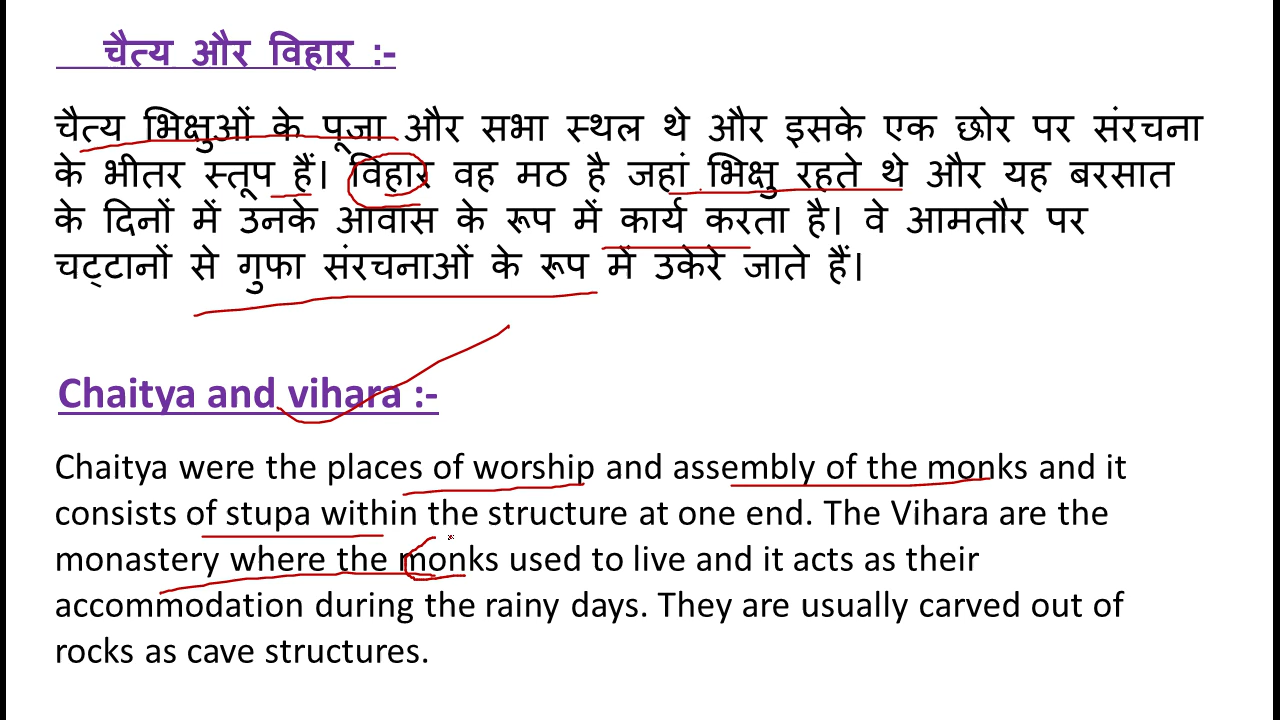 चैत्य और विहार :-
चैत्य भिक्षुओं के पूजा और सभा स्थल थे और इसके एक छोर पर संरचना
के भीतर स्तूप हैं। विहार वह मठ है जहां भिक्षु रहते थे और यह बरसात
के दिनों में उनके आवास के रूप में कार्य करता है। वे आमतौर पर
चट्टानों से गुफा संरचनाओं के रूप में उकेरे जाते हैं।
Chaitya and vihara :-
Chaitya were the places of worship and assembly of the monks and it
consists of stupa within the structure at one end. The Vihara are the
monastery where the monks used to live and it acts as their
accommodation during the rainy days. They are usually carved out of
rocks as cave structures.